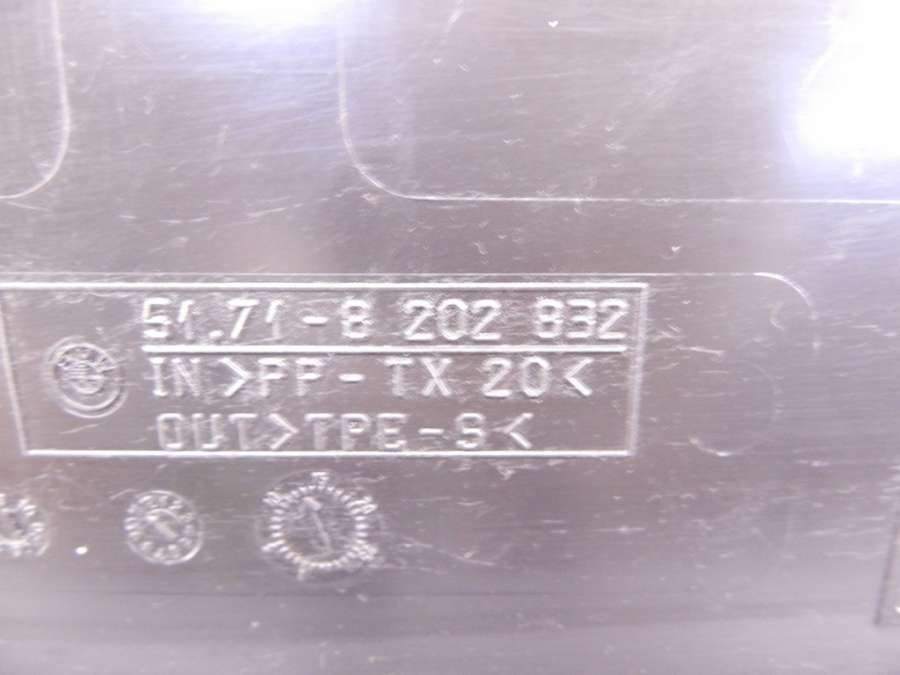 51.71-8 202 832
IN >PP-TX 20<
OUT>TPE-S<